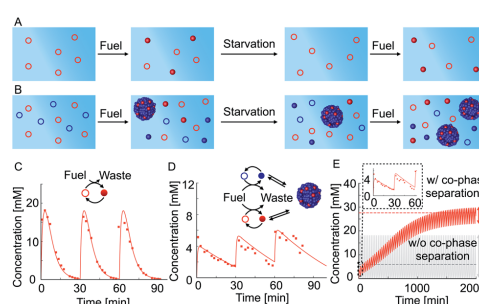 A
Fuel
Starvation
Fuel
B
Fuel
Starvation
Fuel
C
Fuel Waste
Concentration [mM]
20
15
10
5
0
0 30 60 90
Time [min]
D
Fuel Waste
Concentration [mM]
12
8
4
0
0 30 60 90
Time [min]
E
w/ co-phase
separation
w/o co-phase
separation
Concentration [mM]
40
30
20
10
0
4
2
0
0 30 60
0 1000
Time [min]